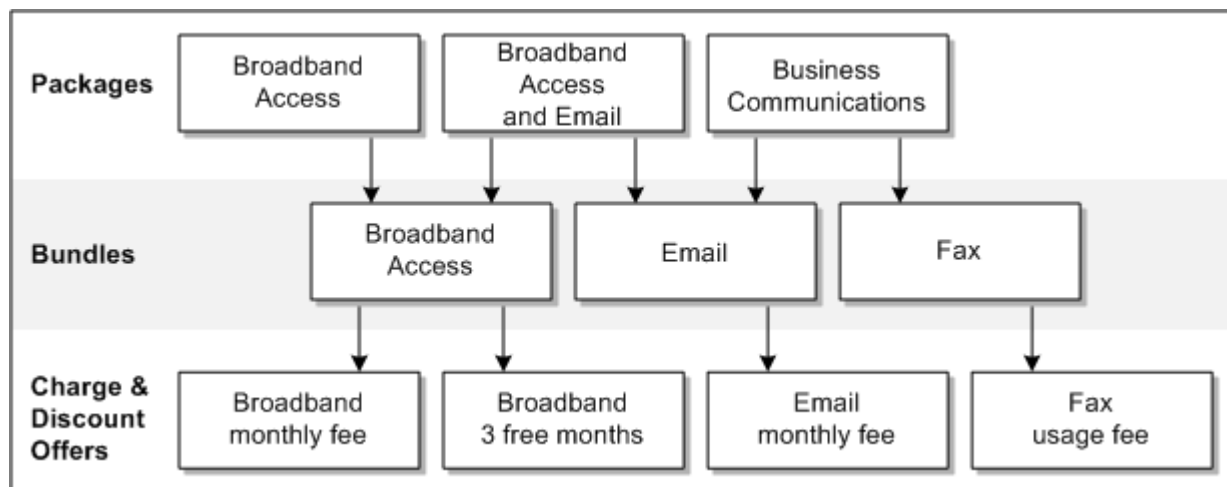 Packages
Broadband
Access
Broadband
Access
and Email
Business
Communications
Bundles
Broadband
Access
Email
Fax
Charge &
Discount
Offers
Broadband
monthly fee
Broadband
3 free months
Email
monthly fee
Fax
usage fee